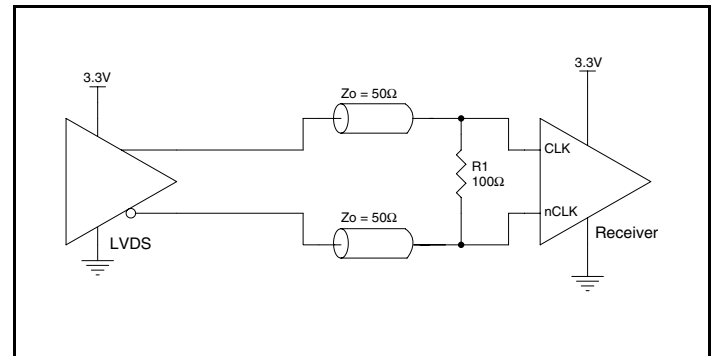 3.3V
LVDS
Zo = 50Ω
Zo = 50Ω
R1
100Ω
3.3V
CLK
nCLK
Receiver